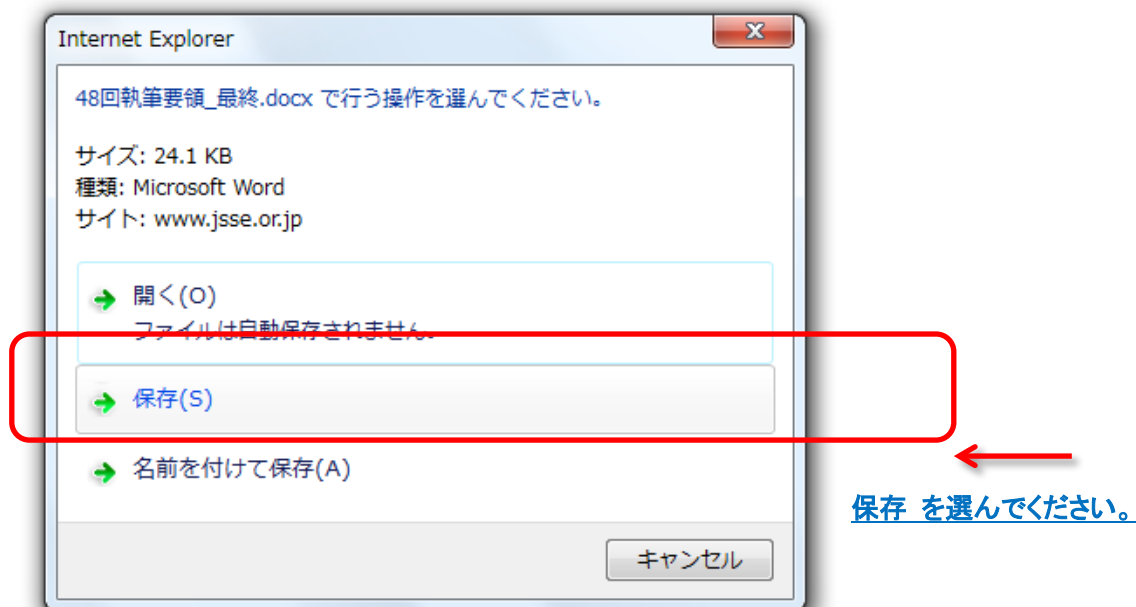 Internet Explorer
48回執筆要領_最終.docx で行う操作を選んでください。
サイズ: 24.1 KB
種類: Microsoft Word
サイト: www.jsse.or.jp
開く(O)
ファイルは自動保存されません。
保存(S)
名前を付けて保存(A)
保存 を選んでください。
キャンセル